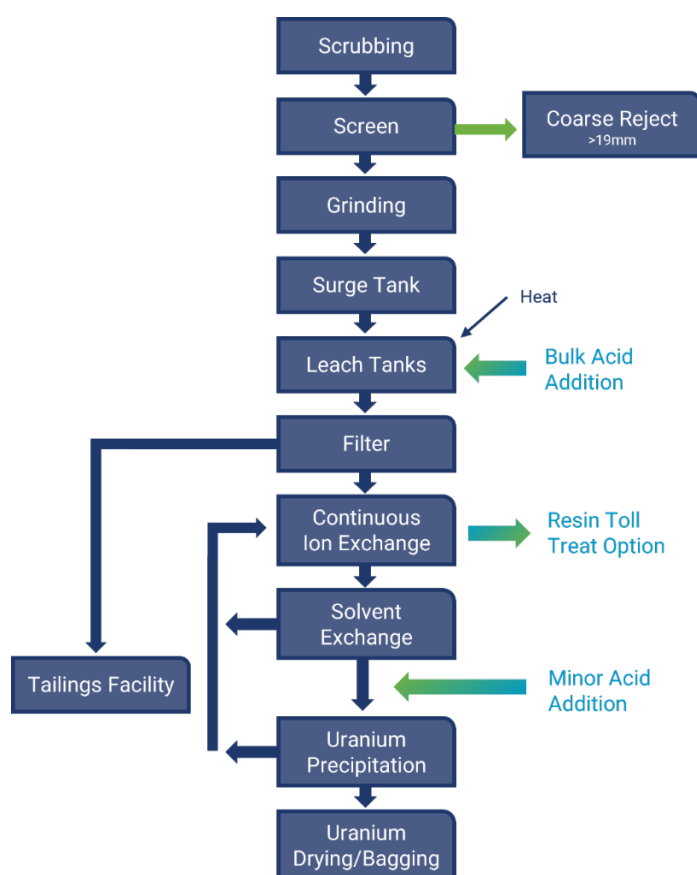 Scrubbing
Screen
Coarse Reject
>19mm
Grinding
Surge Tank
Heat
Leach Tanks
Bulk Acid
Addition
Filter
Continuous
Ion Exchange
Resin Toll
Treat Option
Solvent
Exchange
Tailings Facility
Minor Acid
Addition
Uranium
Precipitation
Uranium
Drying/Bagging